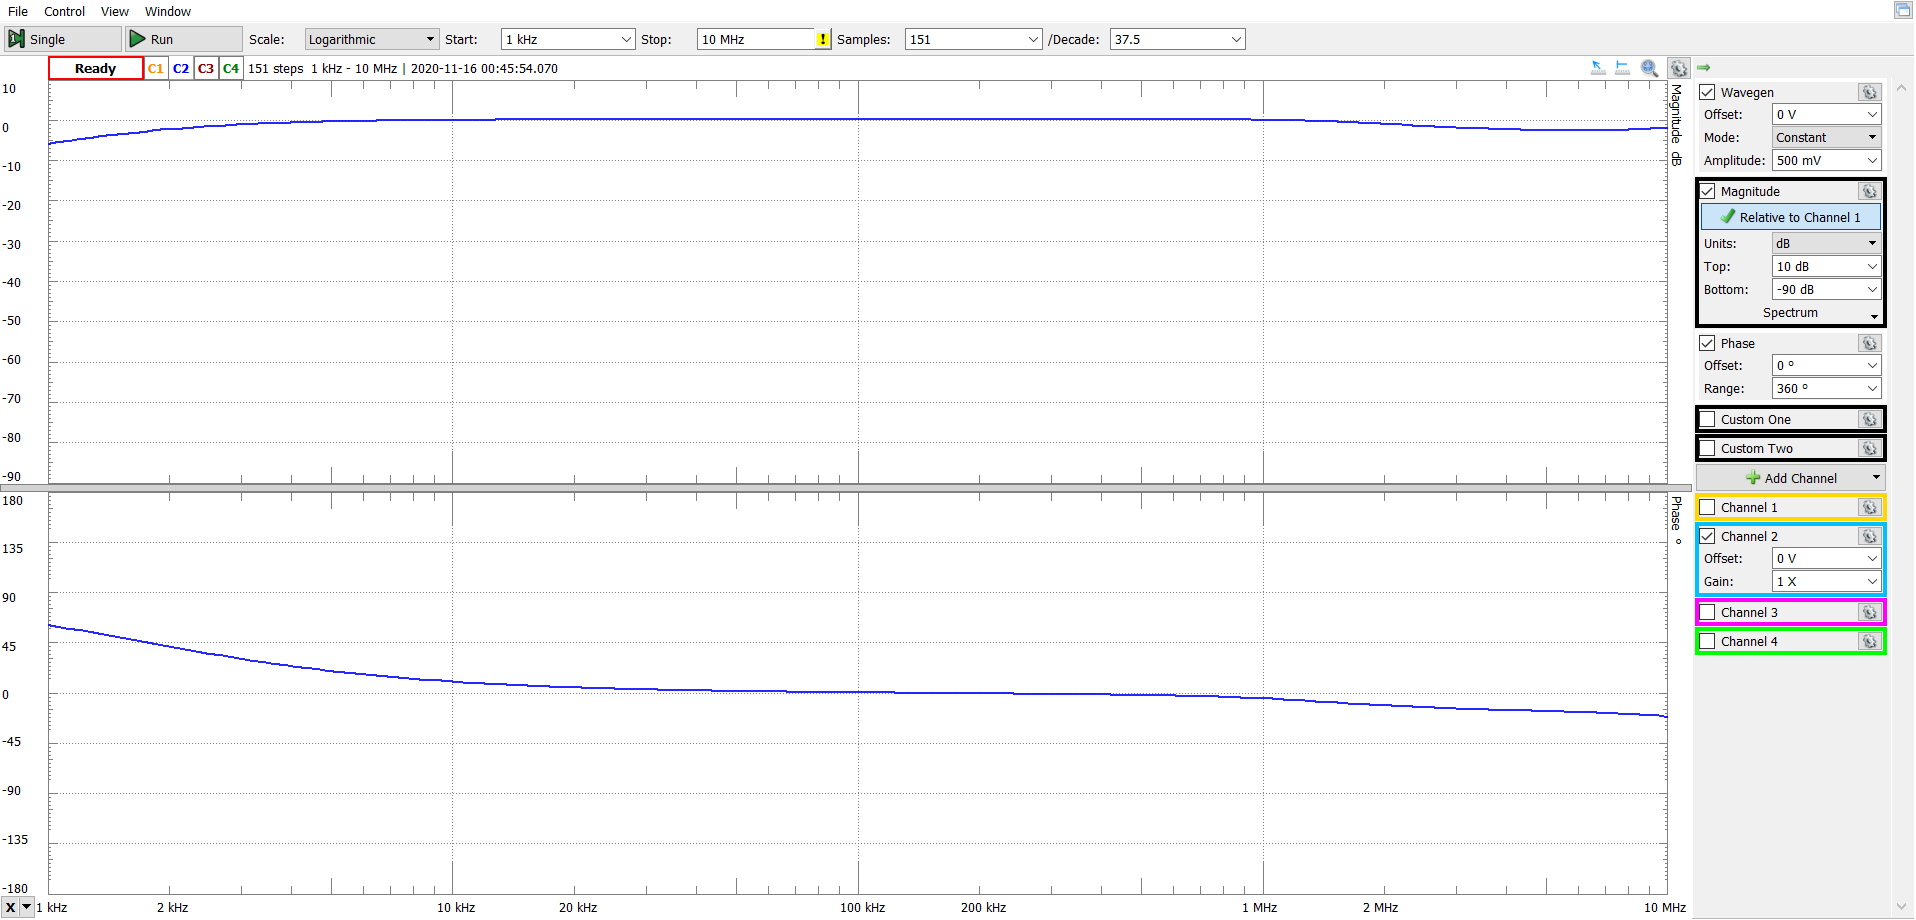 File Control View Window
Single Run Scale: Logarithmic Start: 1 kHz Stop: 10 MHz ! Samples: 151 /Decade: 37.5
Ready C1 C2 C3 C4 151 steps 1 kHz - 10 MHz | 2020-11-16 00:45:54.070
10
0
-10
-20
-30
-40
-50
-60
-70
-80
-90
Magnitude dB
180
135
90
45
0
-45
-90
-135
-180
Phase º
X 1 kHz 2 kHz 10 kHz 20 kHz 100 kHz 200 kHz 1 MHz 2 MHz 10 MHz
Wavegen
Offset: 0 V
Mode: Constant
Amplitude: 500 mV
Magnitude
Relative to Channel 1
Units: dB
Top: 10 dB
Bottom: -90 dB
Spectrum
Phase
Offset: 0 º
Range: 360 º
Custom One
Custom Two
Add Channel
Channel 1
Channel 2
Offset: 0 V
Gain: 1 X
Channel 3
Channel 4